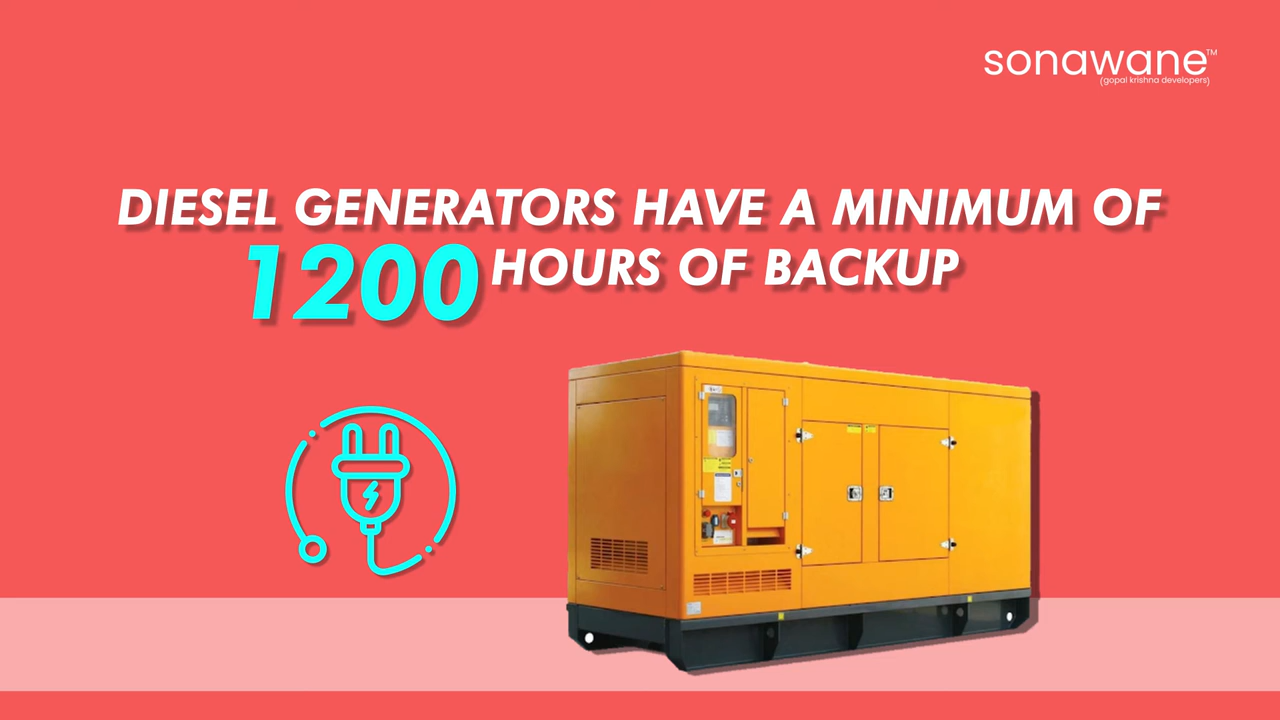 sonawane™
(gopal krishna developers)
DIESEL GENERATORS HAVE A MINIMUM OF
1200 HOURS OF BACKUP